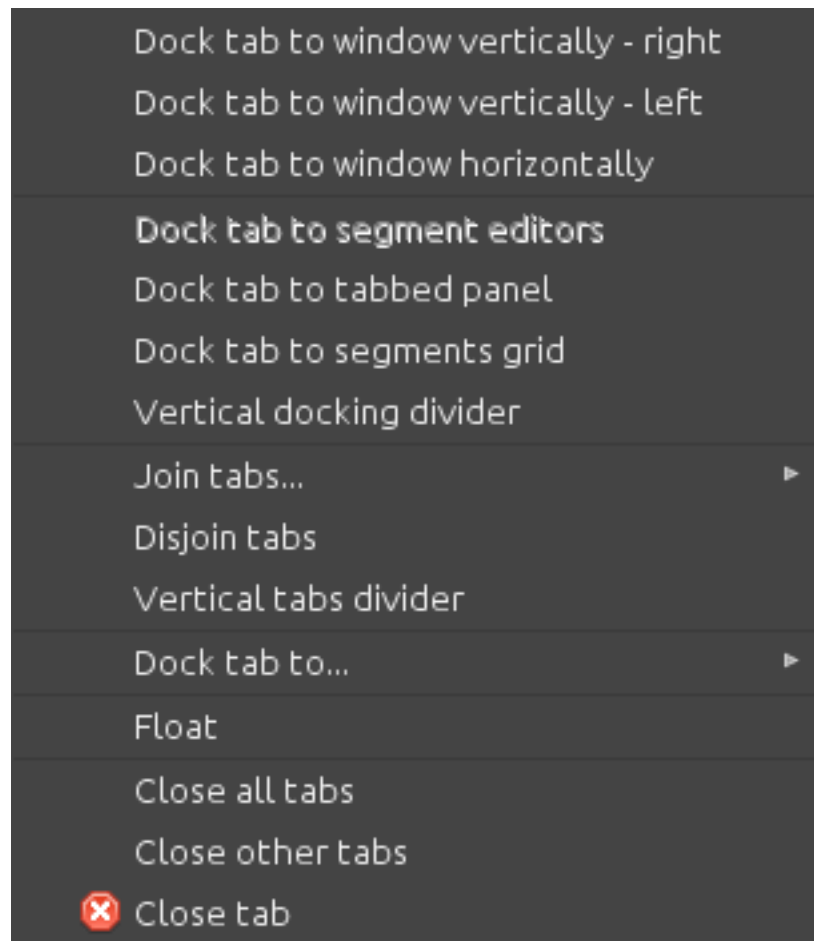 Dock tab to window vertically - right
Dock tab to window vertically - left
Dock tab to window horizontally
Dock tab to segment editors
Dock tab to tabbed panel
Dock tab to segments grid
Vertical docking divider
Join tabs...
Disjoin tabs
Vertical tabs divider
Dock tab to...
Float
Close all tabs
Close other tabs
Close tab